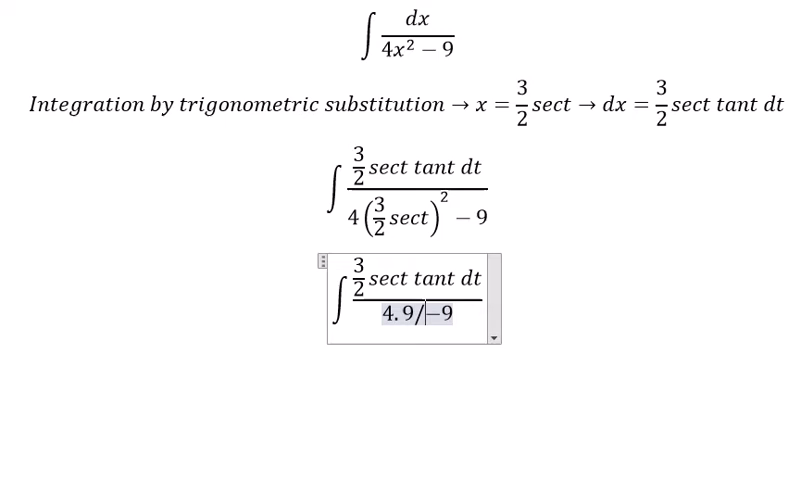 ∫ dx / 4x² − 9
Integration by trigonometric substitution → x = 3/2 sect → dx = 3/2 sect tant dt
∫ 3/2 sect tant dt / 4(3/2 sect)² − 9
∫ 3/2 sect tant dt / 4.9/−9